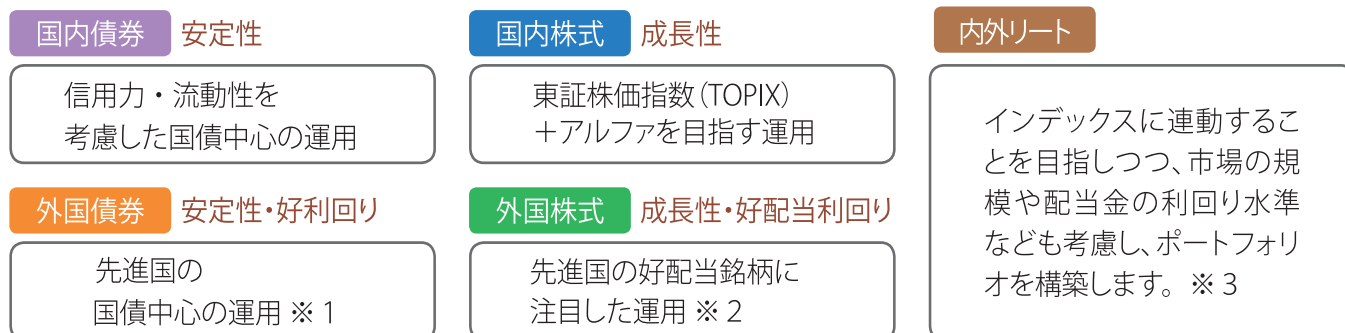 国内債券 安定性
信用力・流動性を
考慮した国債中心の運用
国内株式 成長性
東証株価指数(TOPIX)
＋アルファを目指す運用
内外リート
インデックスに連動するこ
とを目指しつつ、市場の規
模や配当金の利回り水準
なども考慮し、ポートフォリ
オを構築します。※3
外国債券 安定性・好利回り
先進国の
国債中心の運用※1
外国株式 成長性・好配当利回り
先進国の好配当銘柄に
注目した運用※2